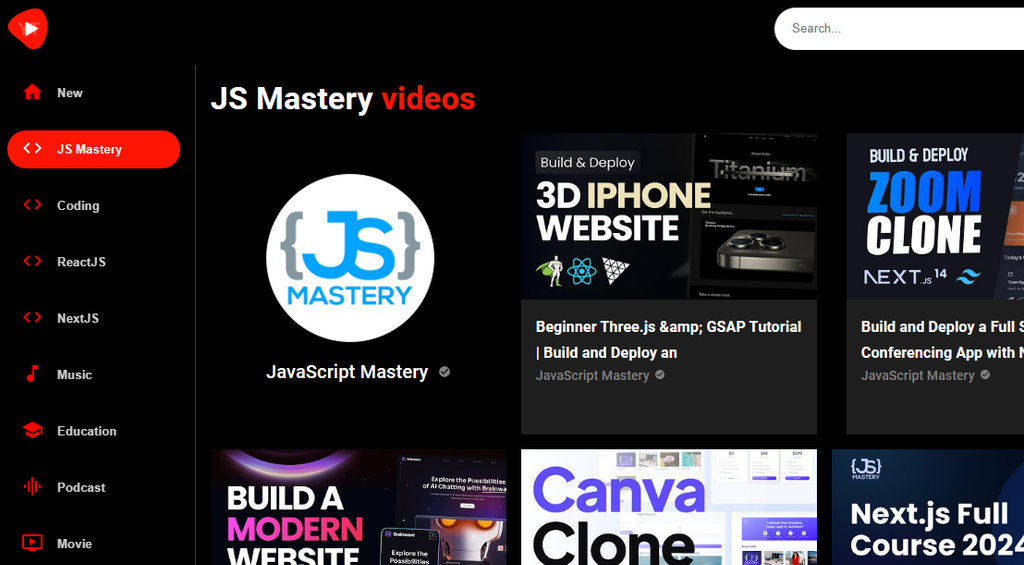 Search...
New
JS Mastery
Coding
ReactJS
NextJS
Music
Education
Podcast
Movie
JS Mastery videos
{JS}
MASTERY
JavaScript Mastery
Build & Deploy
3D IPHONE
WEBSITE
Titanium
Beginner Three.js &amp; GSAP Tutorial
| Build and Deploy an
JavaScript Mastery
BUILD & DEPLOY
ZOOM
CLONE
NEXT.JS 14
Build and Deploy a Full S
Conferencing App with N
JavaScript Mastery
BUILD A
MODERN
WEBSITE
Brainwave
Explore the Possibilities
of AI Chatting with Brainw
Brainwave
Explore the
Possibilities
Canva
Clone
{JS}
MASTERY
Next.js Full
Course 2024